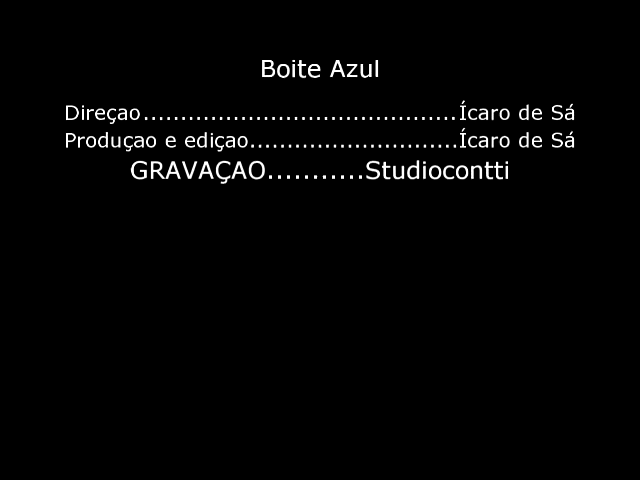 Boite Azul
Direçao..........................................Ícaro de Sá
Produçao e ediçao............................Ícaro de Sá
GRAVAÇAO...........Studiocontti